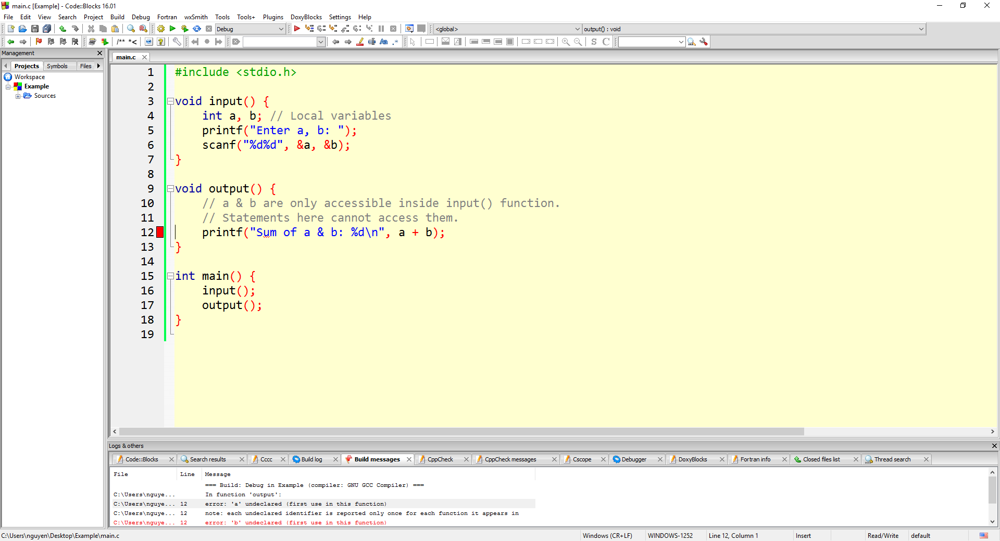 main.c [Example] - Code::Blocks 16.01
File Edit View Search Project Build Debug Fortran wxSmith Tools Tools+ Plugins DoxyBlocks Settings Help
Debug <global> output() : void
/** *< Aa .* S C
Management
Projects Symbols Files
Workspace
Example
Sources
main.c
1 #include <stdio.h>
2
3 void input() {
4 int a, b; // Local variables
5 printf("Enter a, b: ");
6 scanf("%d%d", &a, &b);
7 }
8
9 void output() {
10 // a & b are only accessible inside input() function.
11 // Statements here cannot access them.
12 printf("Sum of a & b: %d\n", a + b);
13 }
14
15 int main() {
16 input();
17 output();
18 }
19
Logs & others
Code::Blocks Search results Cccc Build log Build messages CppCheck CppCheck messages Cscope Debugger DoxyBlocks Fortran info Closed files list Thread search
File Line Message
=== Build: Debug in Example (compiler: GNU GCC Compiler) ===
C:\Users\nguye... In function 'output':
C:\Users\nguye... 12 error: 'a' undeclared (first use in this function)
C:\Users\nguye... 12 note: each undeclared identifier is reported only once for each function it appears in
C:\Users\nguye... 12 error: 'b' undeclared (first use in this function)
C:\Users\nguyen\Desktop\Example\main.c Windows (CR+LF) WINDOWS-1252 Line 12, Column 1 Insert Read/Write default